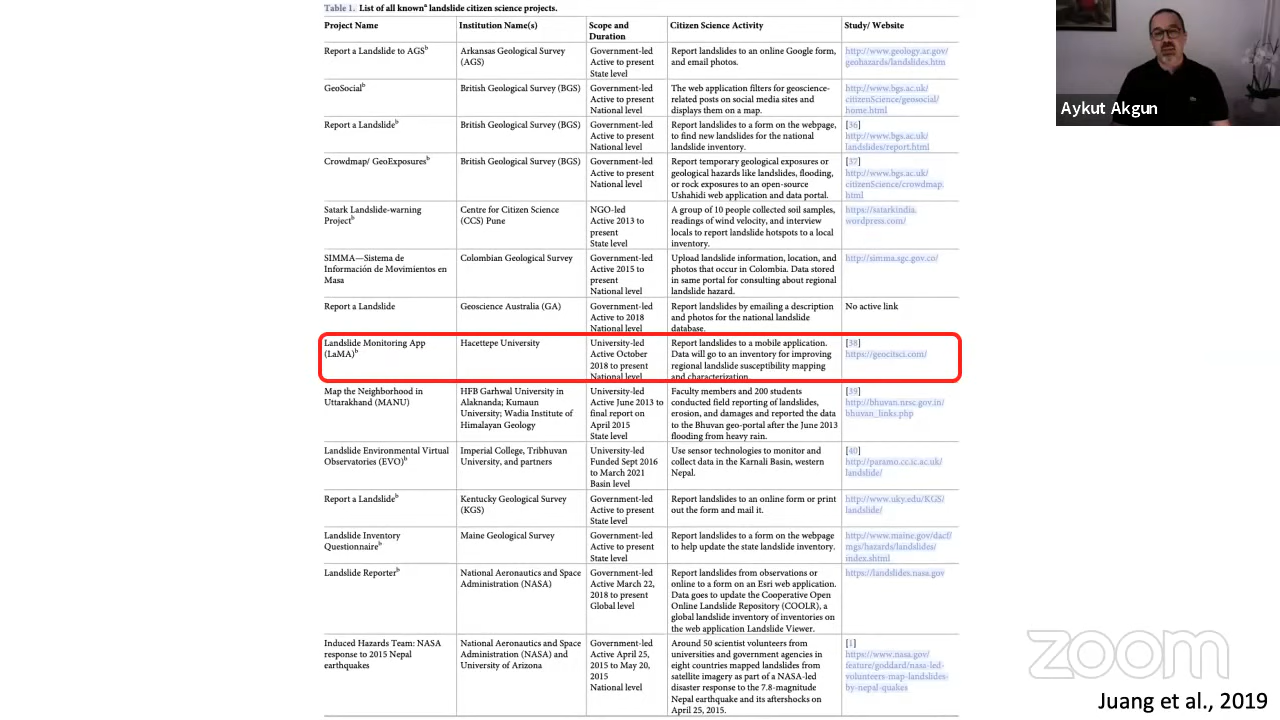 Table 1. List of all known^a landslide citizen science projects.
Project Name Institution Name(s) Scope and Duration Citizen Science Activity Study/ Website
Report a Landslide to AGS^b Arkansas Geological Survey (AGS) Government-led Active to present State level Report landslides to an online Google form, and email photos. http://www.geology.ar.gov/geohazards/landslides.htm
GeoSocial^b British Geological Survey (BGS) Government-led Active to present National level The web application filters for geoscience-related posts on social media sites and displays them on a map. http://www.bgs.ac.uk/citizenScience/geosocial/home.html
Report a Landslide^b British Geological Survey (BGS) Government-led Active to present National level Report landslides to a form on the webpage, to find new landslides for the national landslide inventory. [36] http://www.bgs.ac.uk/landslides/report.html
Crowdmap/ GeoExposures^b British Geological Survey (BGS) Government-led Active to present National level Report temporary geological exposures or geological hazards like landslides, flooding, or rock exposures to an open-source Ushahidi web application and data portal. [37] http://www.bgs.ac.uk/citizenScience/crowdmap.html
Satark Landslide-warning Project^b Centre for Citizen Science (CCS) Pune NGO-led Active 2013 to present State level A group of 10 people collected soil samples, readings of wind velocity, and interview locals to report landslide hotspots to a local inventory. https://satarkindia.wordpress.com/
SIMMA—Sistema de Información de Movimientos en Masa Colombian Geological Survey Government-led Active 2015 to present National level Upload landslide information, location, and photos that occur in Colombia. Data stored in same portal for consulting about regional landslide hazard. http://simma.sgc.gov.co/
Report a Landslide Geoscience Australia (GA) Government-led Active to 2018 National level Report landslides by emailing a description and photos for the national landslide database. No active link
Landslide Monitoring App (LaMA)^b Hacettepe University University-led Active October 2018 to present National level Report landslides to a mobile application. Data will go to an inventory for improving regional landslide susceptibility mapping and characterization. [38] https://geocitsci.com/
Map the Neighborhood in Uttarakhand (MANU) HFB Garhwal University in Alaknanda; Kumaun University; Wadia Institute of Himalayan Geology University-led Active June 2013 to final report on April 2015 State level Faculty members and 200 students conducted field reporting of landslides, erosion, and damages and reported the data to the Bhuvan geo-portal after the June 2013 flooding from heavy rain. [39] http://bhuvan.nrsc.gov.in/bhuvan_links.php
Landslide Environmental Virtual Observatories (EVO)^b Imperial College, Tribhuvan University, and partners University-led Funded Sept 2016 to March 2021 Basin level Use sensor technologies to monitor and collect data in the Karnali Basin, western Nepal. [40] http://paramo.cc.ic.ac.uk/landslide/
Report a Landslide^b Kentucky Geological Survey (KGS) Government-led Active to present State level Report landslides to an online form or print out the form and mail it. http://www.uky.edu/KGS/landslide/
Landslide Inventory Questionnaire^b Maine Geological Survey Government-led Active to present State level Report landslides to a form on the webpage to help update the state landslide inventory. http://www.maine.gov/dacf/mgs/hazards/landslides/index.shtml
Landslide Reporter^b National Aeronautics and Space Administration (NASA) Government-led Active March 22, 2018 to present Global level Report landslides from observations or online to a form on an Esri web application. Data goes to update the Cooperative Open Online Landslide Repository (COOLR), a global landslide inventory of inventories on the web application Landslide Viewer. https://landslides.nasa.gov
Induced Hazards Team: NASA response to 2015 Nepal earthquakes National Aeronautics and Space Administration (NASA) and University of Arizona Government-led Active April 25, 2015 to May 20, 2015 National level Around 50 scientist volunteers from universities and government agencies in eight countries mapped landslides from satellite imagery as part of a NASA-led disaster response to the 7.8-magnitude Nepal earthquake and its aftershocks on April 25, 2015. [1] https://www.nasa.gov/feature/goddard/nasa-led-volunteers-map-landslides-by-nepal-quakes
Aykut Akgun
zoom
Juang et al., 2019